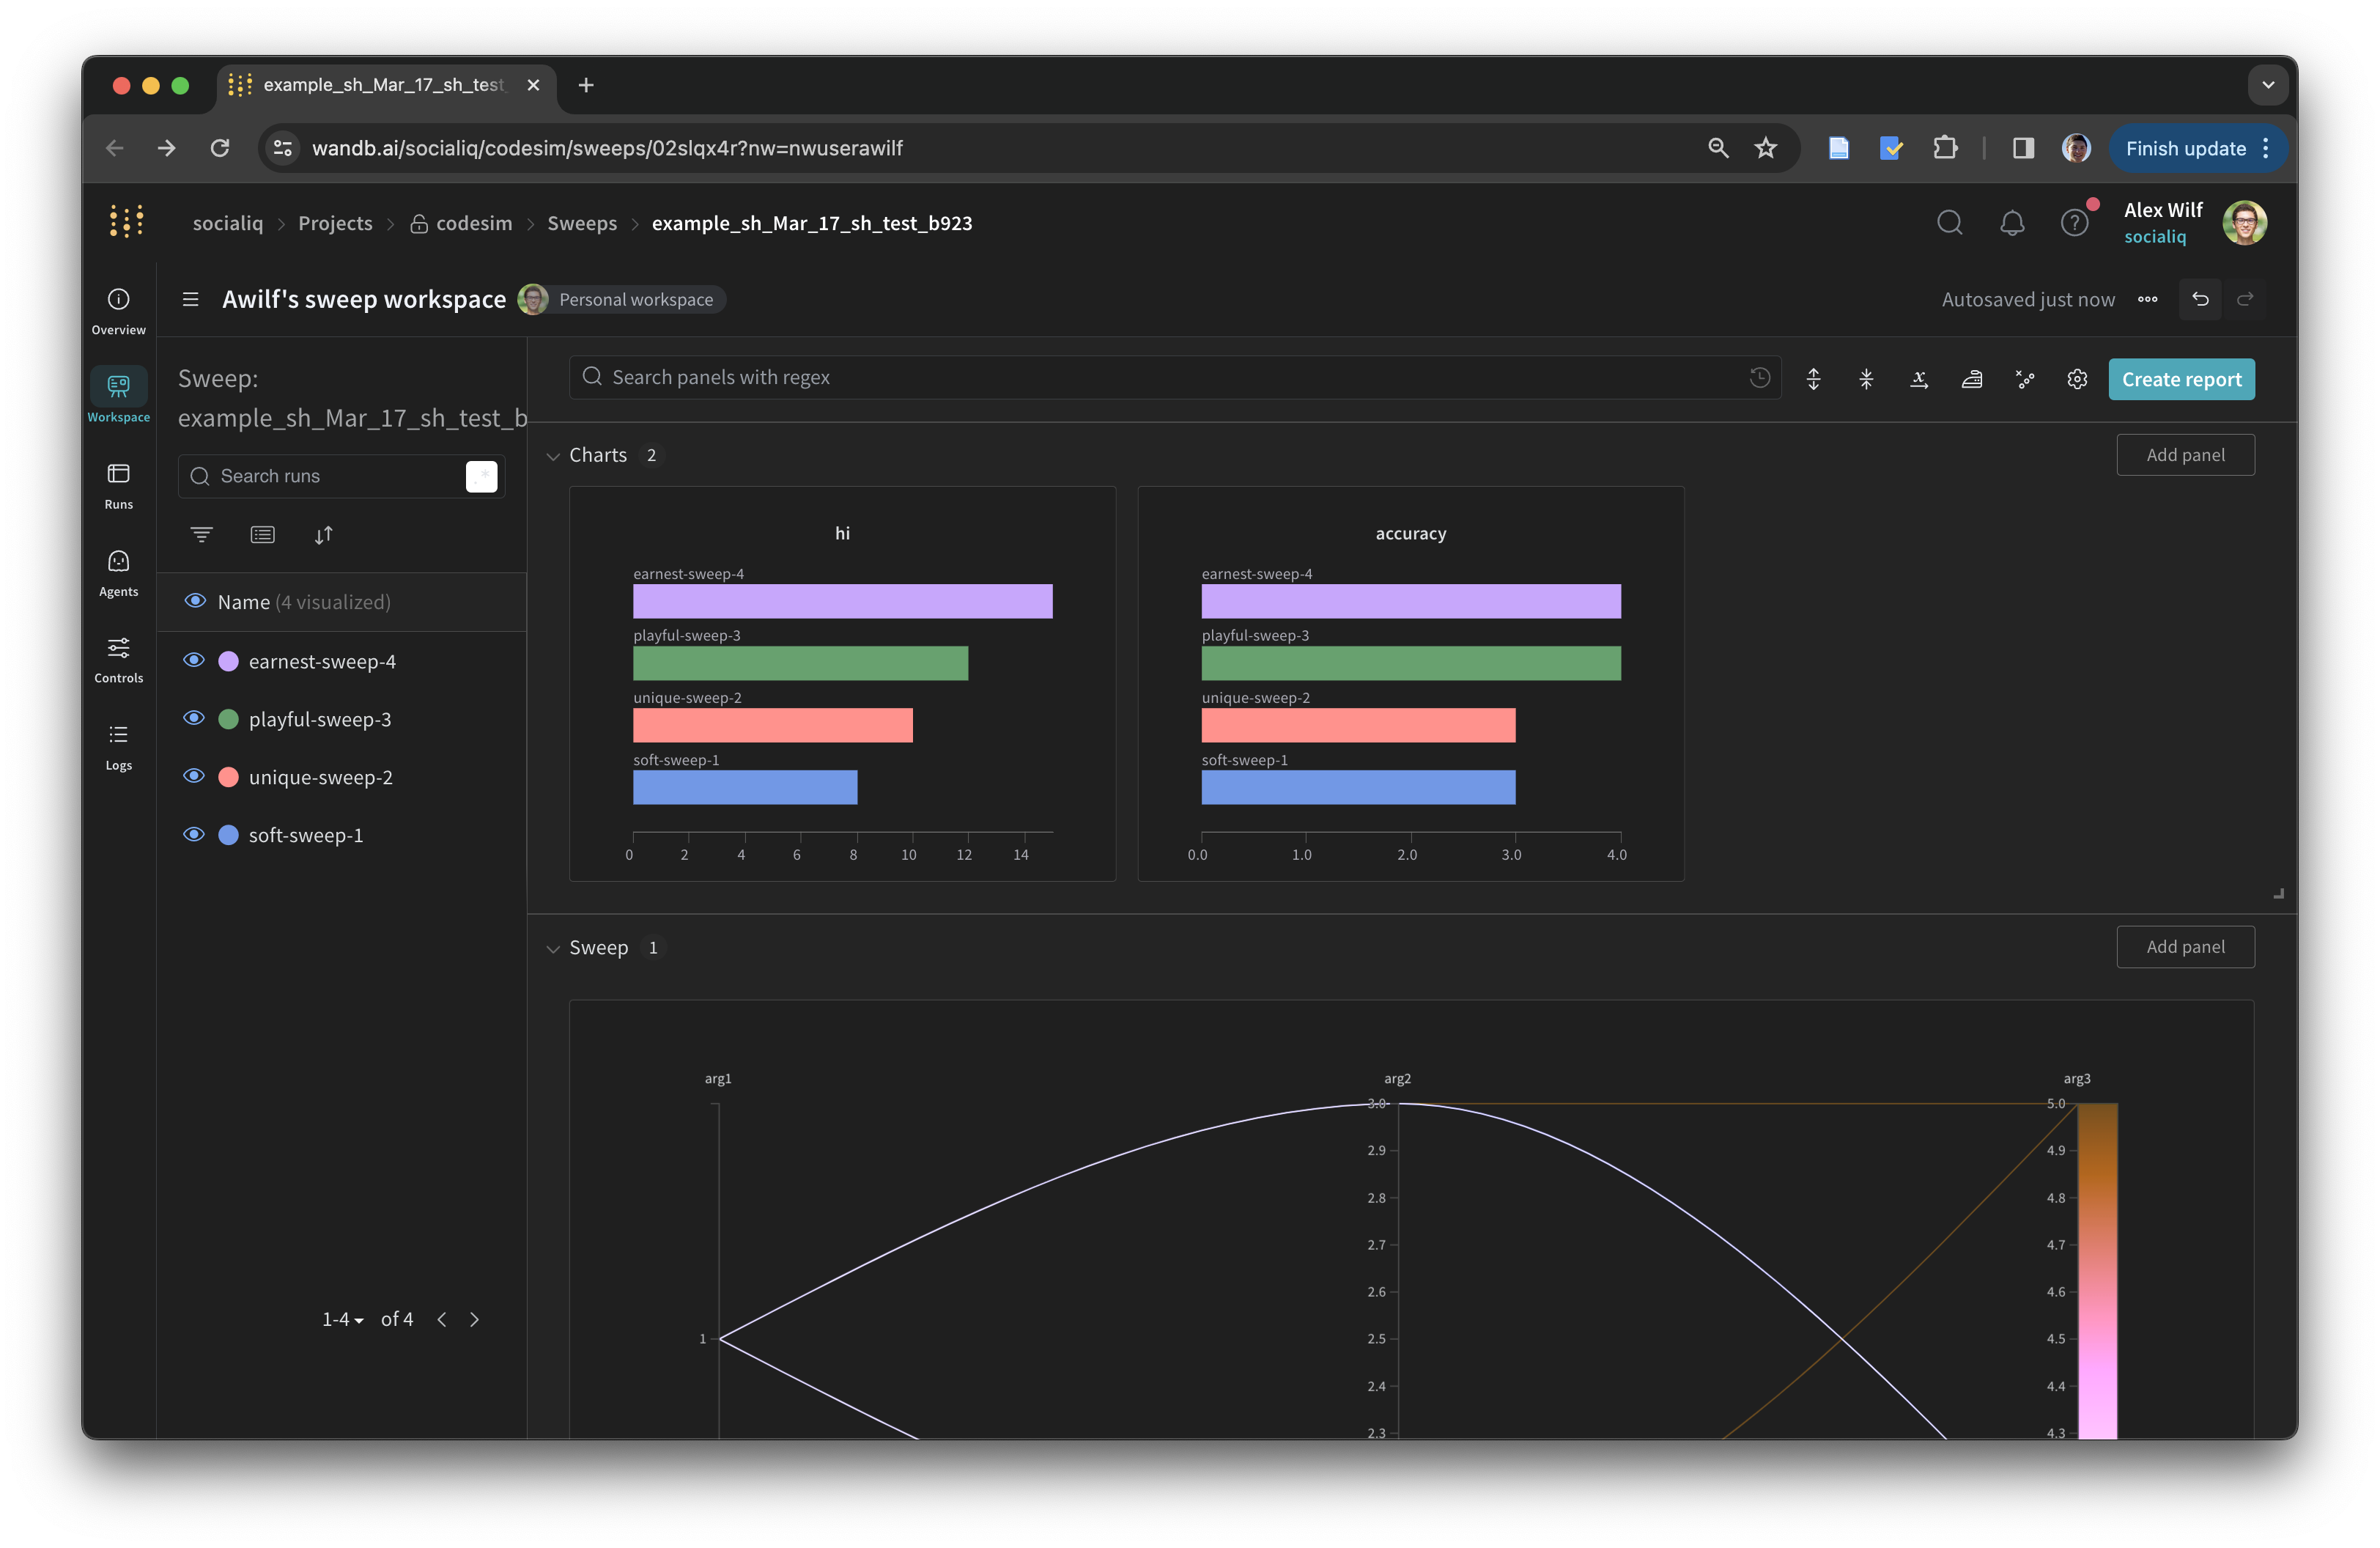 example_sh_Mar_17_sh_test_
wandb.ai/socialiq/codesim/sweeps/02slqx4r?nw=nwuserawilf
Finish update
socialiq > Projects > codesim > Sweeps > example_sh_Mar_17_sh_test_b923
Alex Wilf
socialiq
Overview
Workspace
Runs
Agents
Controls
Logs
Awilf's sweep workspace
Personal workspace
Autosaved just now
Sweep:
example_sh_Mar_17_sh_test_b
Search runs
.*
Name (4 visualized)
earnest-sweep-4
playful-sweep-3
unique-sweep-2
soft-sweep-1
1-4 of 4
Search panels with regex
Create report
Charts 2
Add panel
hi
earnest-sweep-4
playful-sweep-3
unique-sweep-2
soft-sweep-1
0 2 4 6 8 10 12 14
accuracy
earnest-sweep-4
playful-sweep-3
unique-sweep-2
soft-sweep-1
0.0 1.0 2.0 3.0 4.0
Sweep 1
Add panel
arg1
1
arg2
3.0
2.9
2.8
2.7
2.6
2.5
2.4
2.3
arg3
5.0
4.9
4.8
4.7
4.6
4.5
4.4
4.3